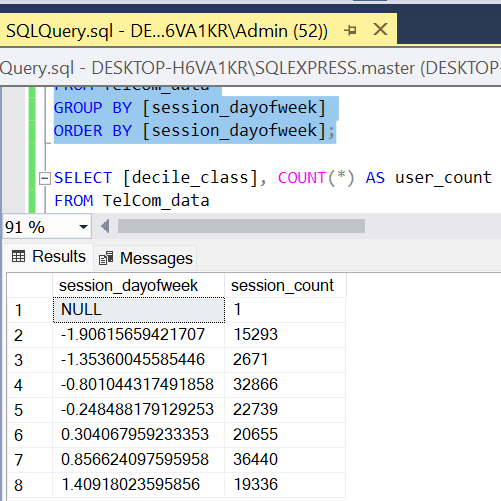 SQLQuery.sql - DE...6VA1KR\Admin (52))
Query.sql - DESKTOP-H6VA1KR\SQLEXPRESS.master (DESKTOP-
FROM TelCom_data
GROUP BY [session_dayofweek]
ORDER BY [session_dayofweek];
SELECT [decile_class], COUNT(*) AS user_count
FROM TelCom_data
91 %
Results Messages
session_dayofweek session_count
1 NULL 1
2 -1.90615659421707 15293
3 -1.35360045585446 2671
4 -0.801044317491858 32866
5 -0.248488179129253 22739
6 0.304067959233353 20655
7 0.856624097595958 36440
8 1.40918023595856 19336